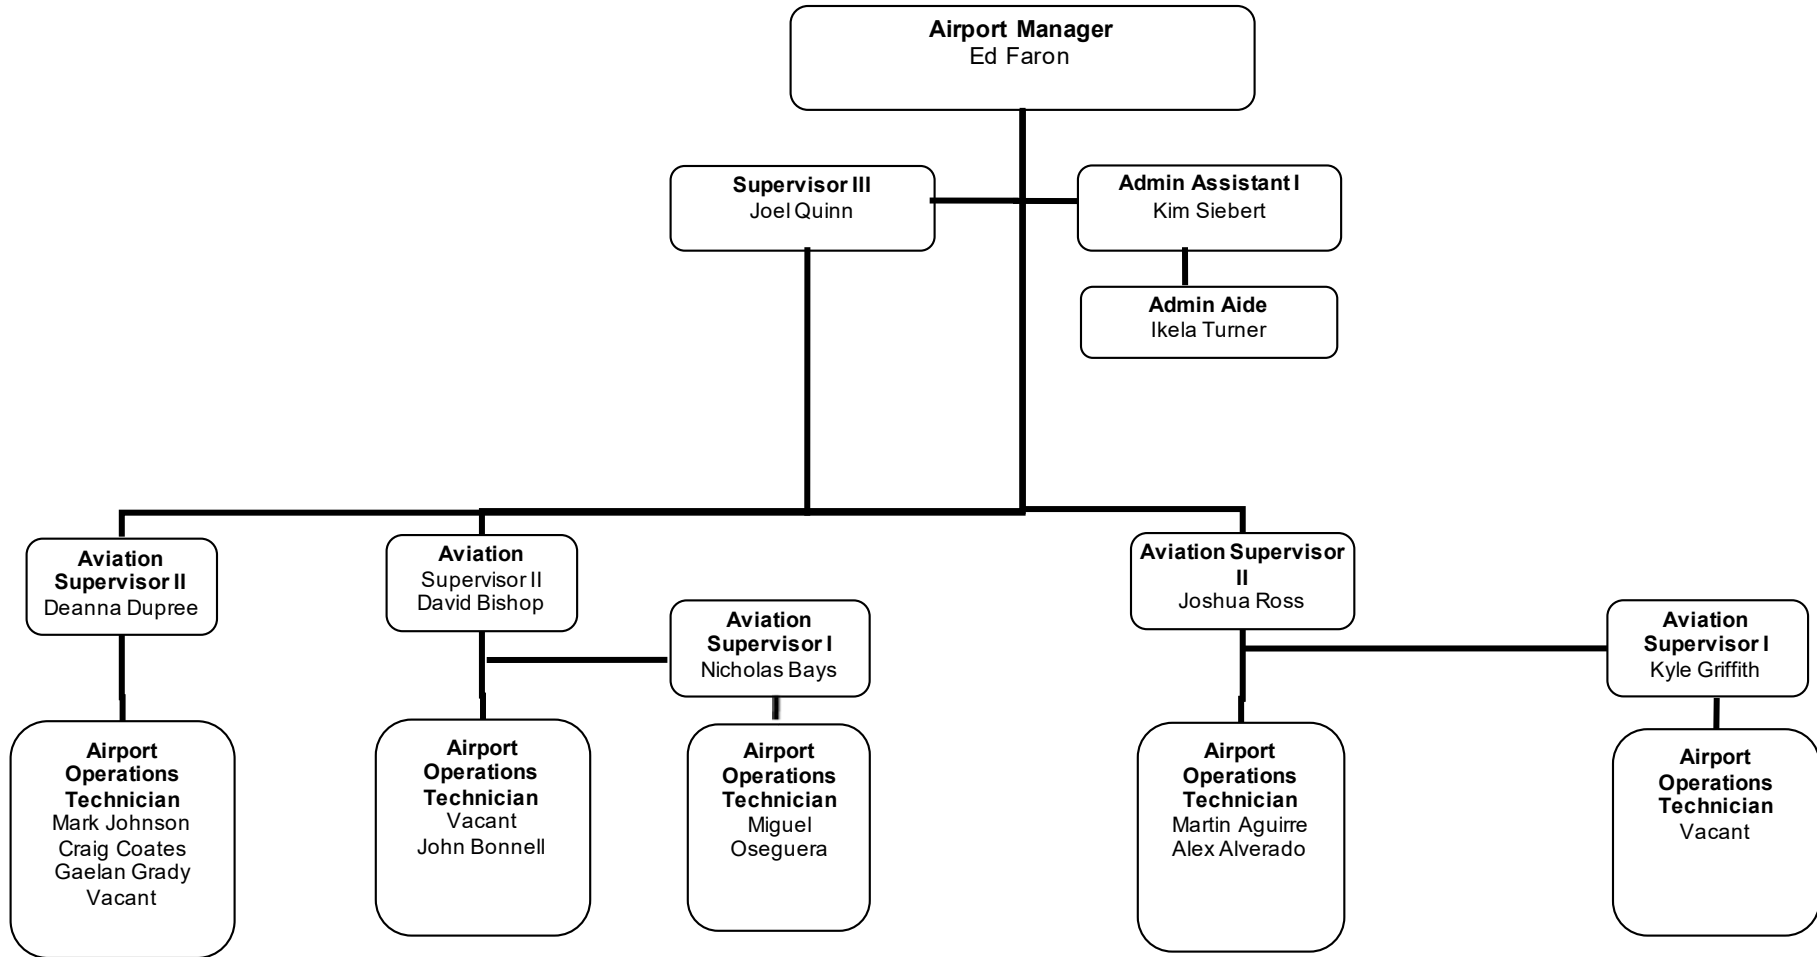 Airport Manager
Ed Faron
Supervisor III
Joel Quinn
Admin Assistant I
Kim Siebert
Admin Aide
Ikela Turner
Aviation
Supervisor II
Deanna Dupree
Aviation
Supervisor II
David Bishop
Aviation
Supervisor I
Nicholas Bays
Aviation Supervisor
II
Joshua Ross
Aviation
Supervisor I
Kyle Griffith
Airport
Operations
Technician
Mark Johnson
Craig Coates
Gaelan Grady
Vacant
Airport
Operations
Technician
Vacant
John Bonnell
Airport
Operations
Technician
Miguel
Oseguera
Airport
Operations
Technician
Martin Aguirre
Alex Alverado
Airport
Operations
Technician
Vacant